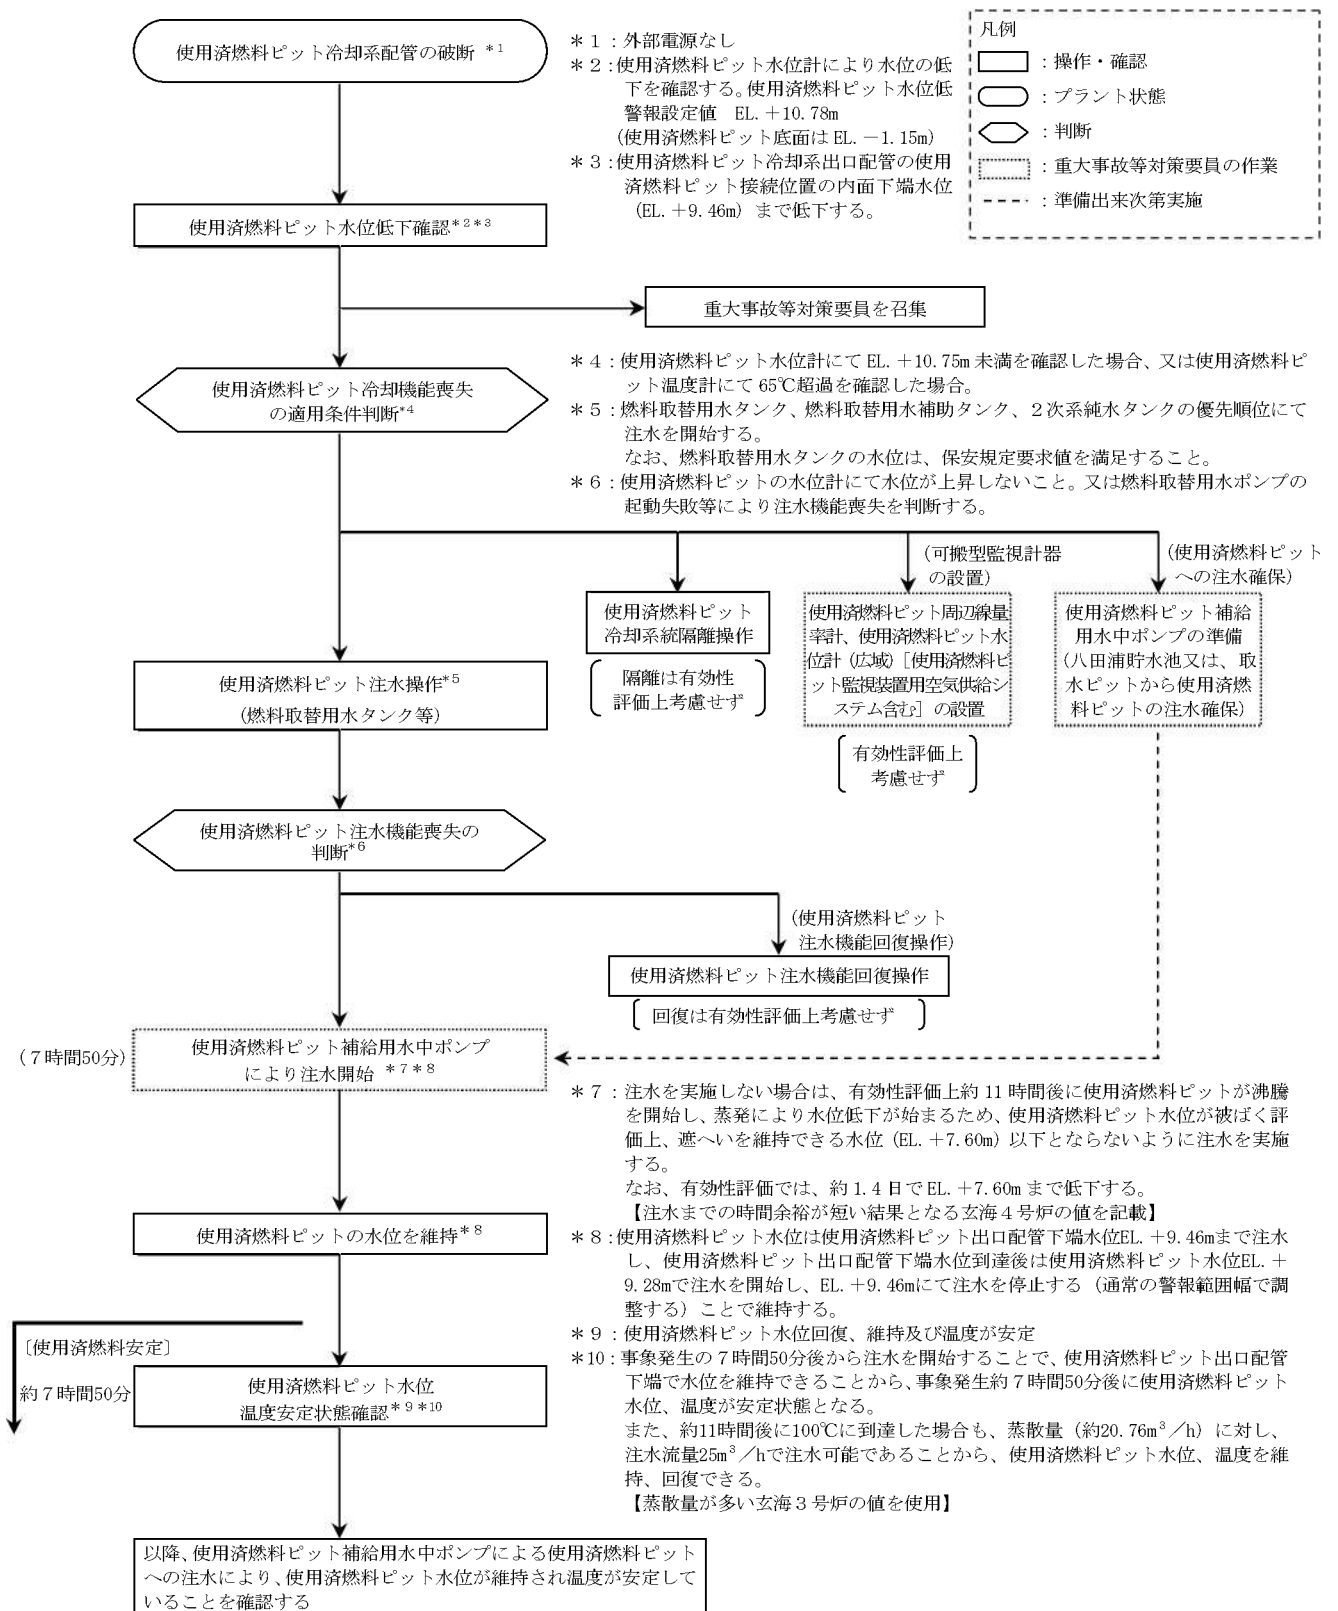 使用済燃料ピット冷却系配管の破断 *1
*1：外部電源なし
*2：使用済燃料ピット水位計により水位の低
下を確認する。使用済燃料ピット水位低
警報設定値 EL.＋10.78m
(使用済燃料ピット底面は EL.－1.15m)
*3：使用済燃料ピット冷却系出口配管の使用
済燃料ピット接続位置の内面下端水位
（EL.＋9.46m）まで低下する。
凡例
：操作・確認
：プラント状態
：判断
：重大事故等対策要員の作業
：準備出来次第実施
使用済燃料ピット水位低下確認*2*3
重大事故等対策要員を召集
*4：使用済燃料ピット水位計にて EL.＋10.75m 未満を確認した場合、又は使用済燃料ピ
ット温度計にて 65℃超過を確認した場合。
*5：燃料取替用水タンク、燃料取替用水補助タンク、２次系純水タンクの優先順位にて
注水を開始する。
なお、燃料取替用水タンクの水位は、保安規定要求値を満足すること。
*6：使用済燃料ピットの水位計にて水位が上昇しないこと。又は燃料取替用水ポンプの
起動失敗等により注水機能喪失を判断する。
使用済燃料ピット冷却機能喪失
の適用条件判断*4
(可搬型監視計器
の設置)
(使用済燃料ピット
への注水確保)
使用済燃料ピット
冷却系統隔離操作
隔離は有効性
評価上考慮せず
使用済燃料ピット周辺線量
率計、使用済燃料ピット水
位計（広域）［使用済燃料ピ
ット監視装置用空気供給シ
ステム含む］の設置
有効性評価上
考慮せず
使用済燃料ピット補給
用水中ポンプの準備
(八田浦貯水池又は、取
水ピットから使用済燃
料ピットの注水確保)
使用済燃料ピット注水操作*5
(燃料取替用水タンク等)
使用済燃料ピット注水機能喪失の
判断*6
(使用済燃料ピット
注水機能回復操作)
使用済燃料ピット注水機能回復操作
回復は有効性評価上考慮せず
(７時間50分)
使用済燃料ピット補給用水中ポンプ
により注水開始 *7*8
*7：注水を実施しない場合は、有効性評価上約 11 時間後に使用済燃料ピットが沸騰
を開始し、蒸発により水位低下が始まるため、使用済燃料ピット水位が被ばく評
価上、遮へいを維持できる水位（EL.＋7.60m）以下とならないように注水を実施
する。
なお、有効性評価では、約 1.4 日で EL.＋7.60m まで低下する。
【注水までの時間余裕が短い結果となる玄海４号炉の値を記載】
*8：使用済燃料ピット水位は使用済燃料ピット出口配管下端水位EL.＋9.46mまで注水
し、使用済燃料ピット出口配管下端水位到達後は使用済燃料ピット水位EL.＋
9.28mで注水を開始し、EL.＋9.46mにて注水を停止する（通常の警報範囲幅で調
整する）ことで維持する。
*9：使用済燃料ピット水位回復、維持及び温度が安定
*10：事象発生の７時間50分後から注水を開始することで、使用済燃料ピット出口配管
下端で水位を維持できることから、事象発生約７時間50分後に使用済燃料ピット
水位、温度が安定状態となる。
また、約11時間後に100℃に到達した場合も、蒸散量（約20.76m³／h）に対し、
注水流量25m³／hで注水可能であることから、使用済燃料ピット水位、温度を維
持、回復できる。
【蒸散量が多い玄海３号炉の値を使用】
使用済燃料ピットの水位を維持*8
〔使用済燃料安定〕
約７時間50分
使用済燃料ピット水位
温度安定状態確認*9*10
以降、使用済燃料ピット補給用水中ポンプによる使用済燃料ピット
への注水により、使用済燃料ピット水位が維持され温度が安定して
いることを確認する